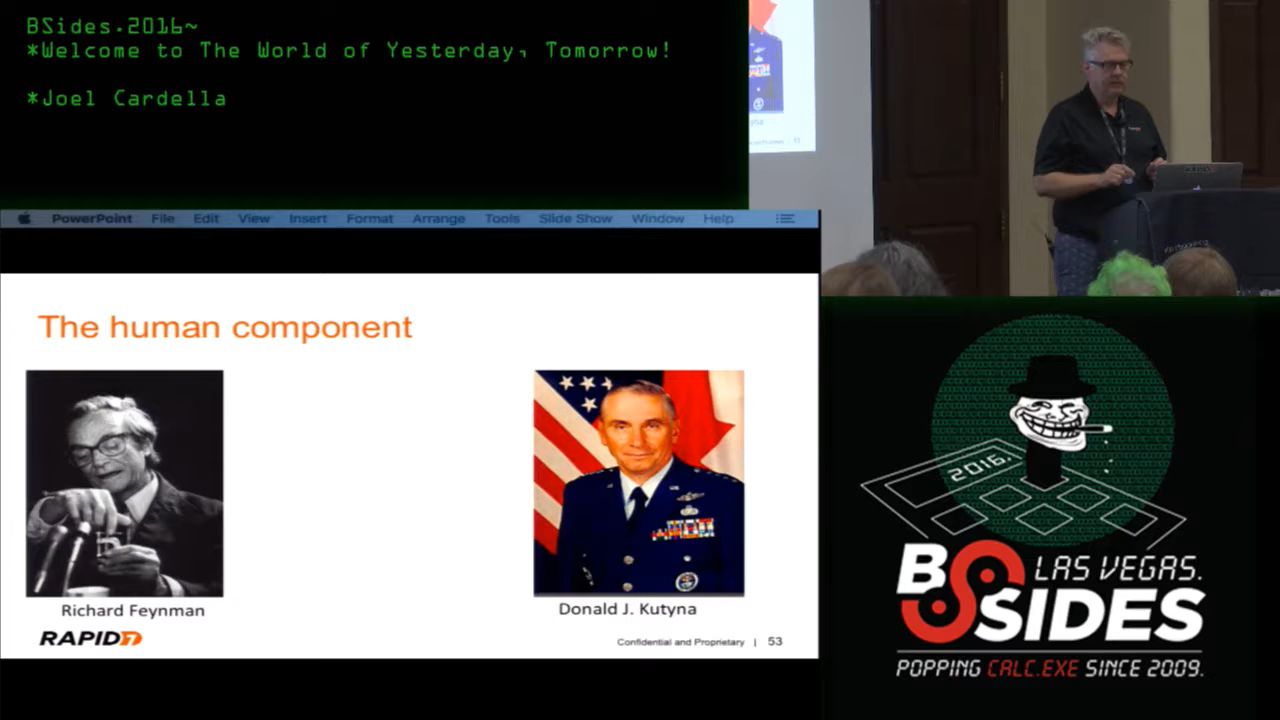 BSides.2016~
*Welcome to The World of Yesterday, Tomorrow!
*Joel Cardella
PowerPoint File Edit View Insert Format Arrange Tools Slide Show Window Help
The human component
Richard Feynman
Donald J. Kutyna
RAPID7
Confidential and Proprietary | 53
2016.
BSIDES
LAS VEGAS.
POPPING CALC.EXE SINCE 2009.